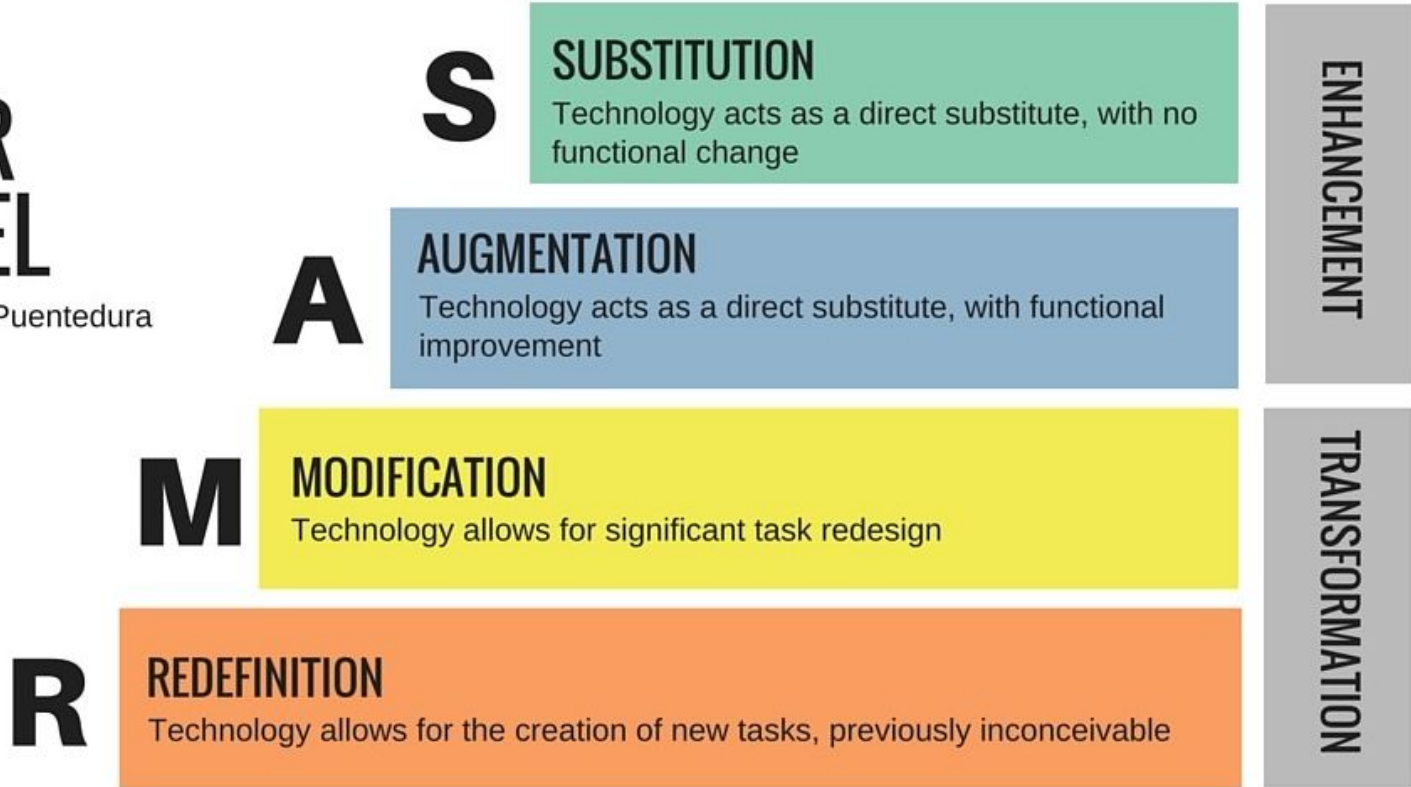 R
EL
Puentedura
S
SUBSTITUTION
Technology acts as a direct substitute, with no
functional change
A
AUGMENTATION
Technology acts as a direct substitute, with functional
improvement
M
MODIFICATION
Technology allows for significant task redesign
R
REDEFINITION
Technology allows for the creation of new tasks, previously inconceivable
ENHANCEMENT
TRANSFORMATION